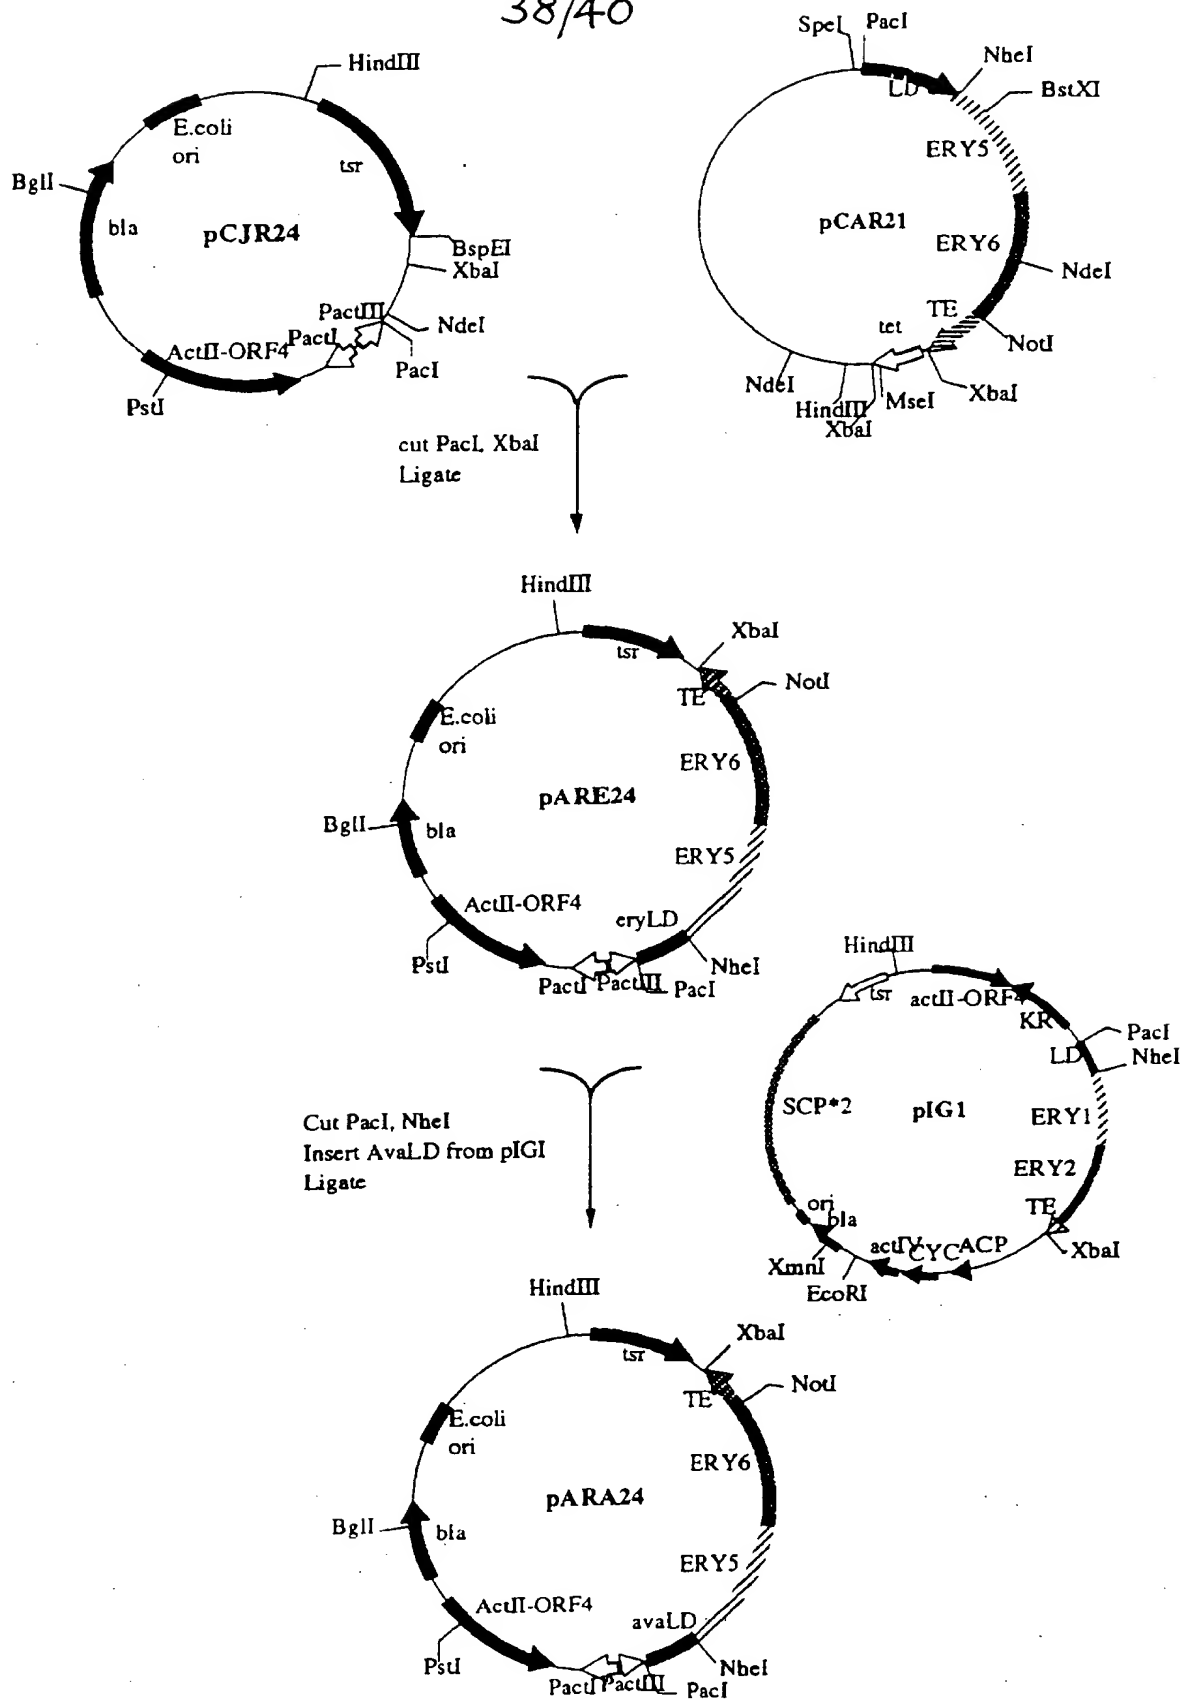 38/40
HindIII
E.coli
ori
tsr
BglI
bla
pCJR24
BspEI
XbaI
PactIII
NdeI
PactI
ActII-ORF4
PacI
PstI
SpeI
PacI
LD
NheI
BstXI
ERY5
pCAR21
ERY6
NdeI
TE
tet
NotI
NdeI
XbaI
MseI
HindIII
XbaI
cut PacI, XbaI
Ligate
HindIII
tsr
XbaI
TE
NotI
E.coli
ori
ERY6
pARE24
BglI
bla
ERY5
ActII-ORF4
eryLD
PstI
NheI
PactI
PactIII
PacI
HindIII
tsr
actII-ORF4
KR
PacI
LD
NheI
SCP*2
pIG1
ERY1
ERY2
ori
bla
TE
actIV
CYC
ACP
XbaI
XmnI
EcoRI
Cut PacI, NheI
Insert AvaLD from pIGI
Ligate
HindIII
tsr
XbaI
TE
NotI
E.coli
ori
ERY6
pARA24
BglI
bla
ERY5
ActII-ORF4
avaLD
PstI
NheI
PactI
PactIII
PacI